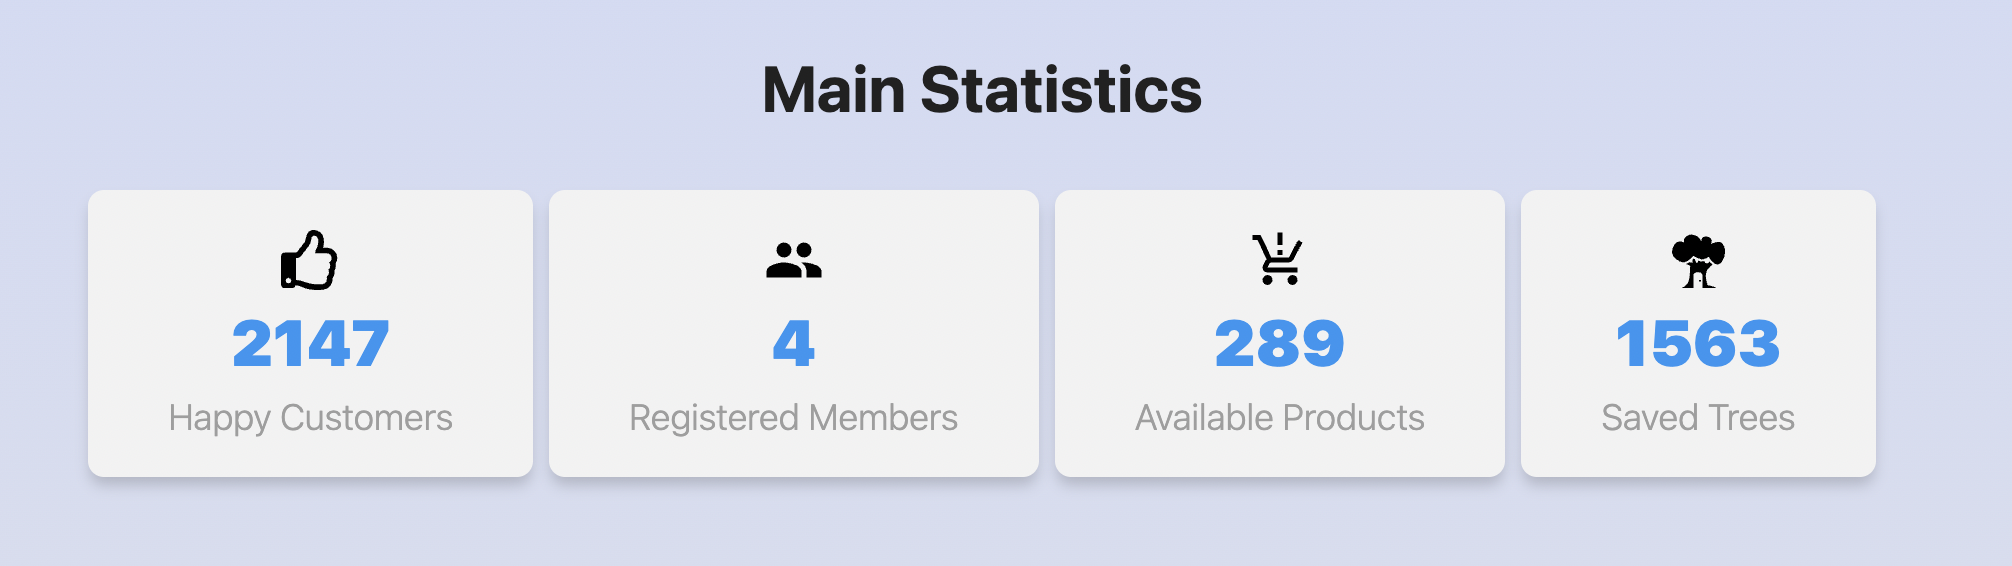 Main Statistics
2147
Happy Customers
4
Registered Members
289
Available Products
1563
Saved Trees